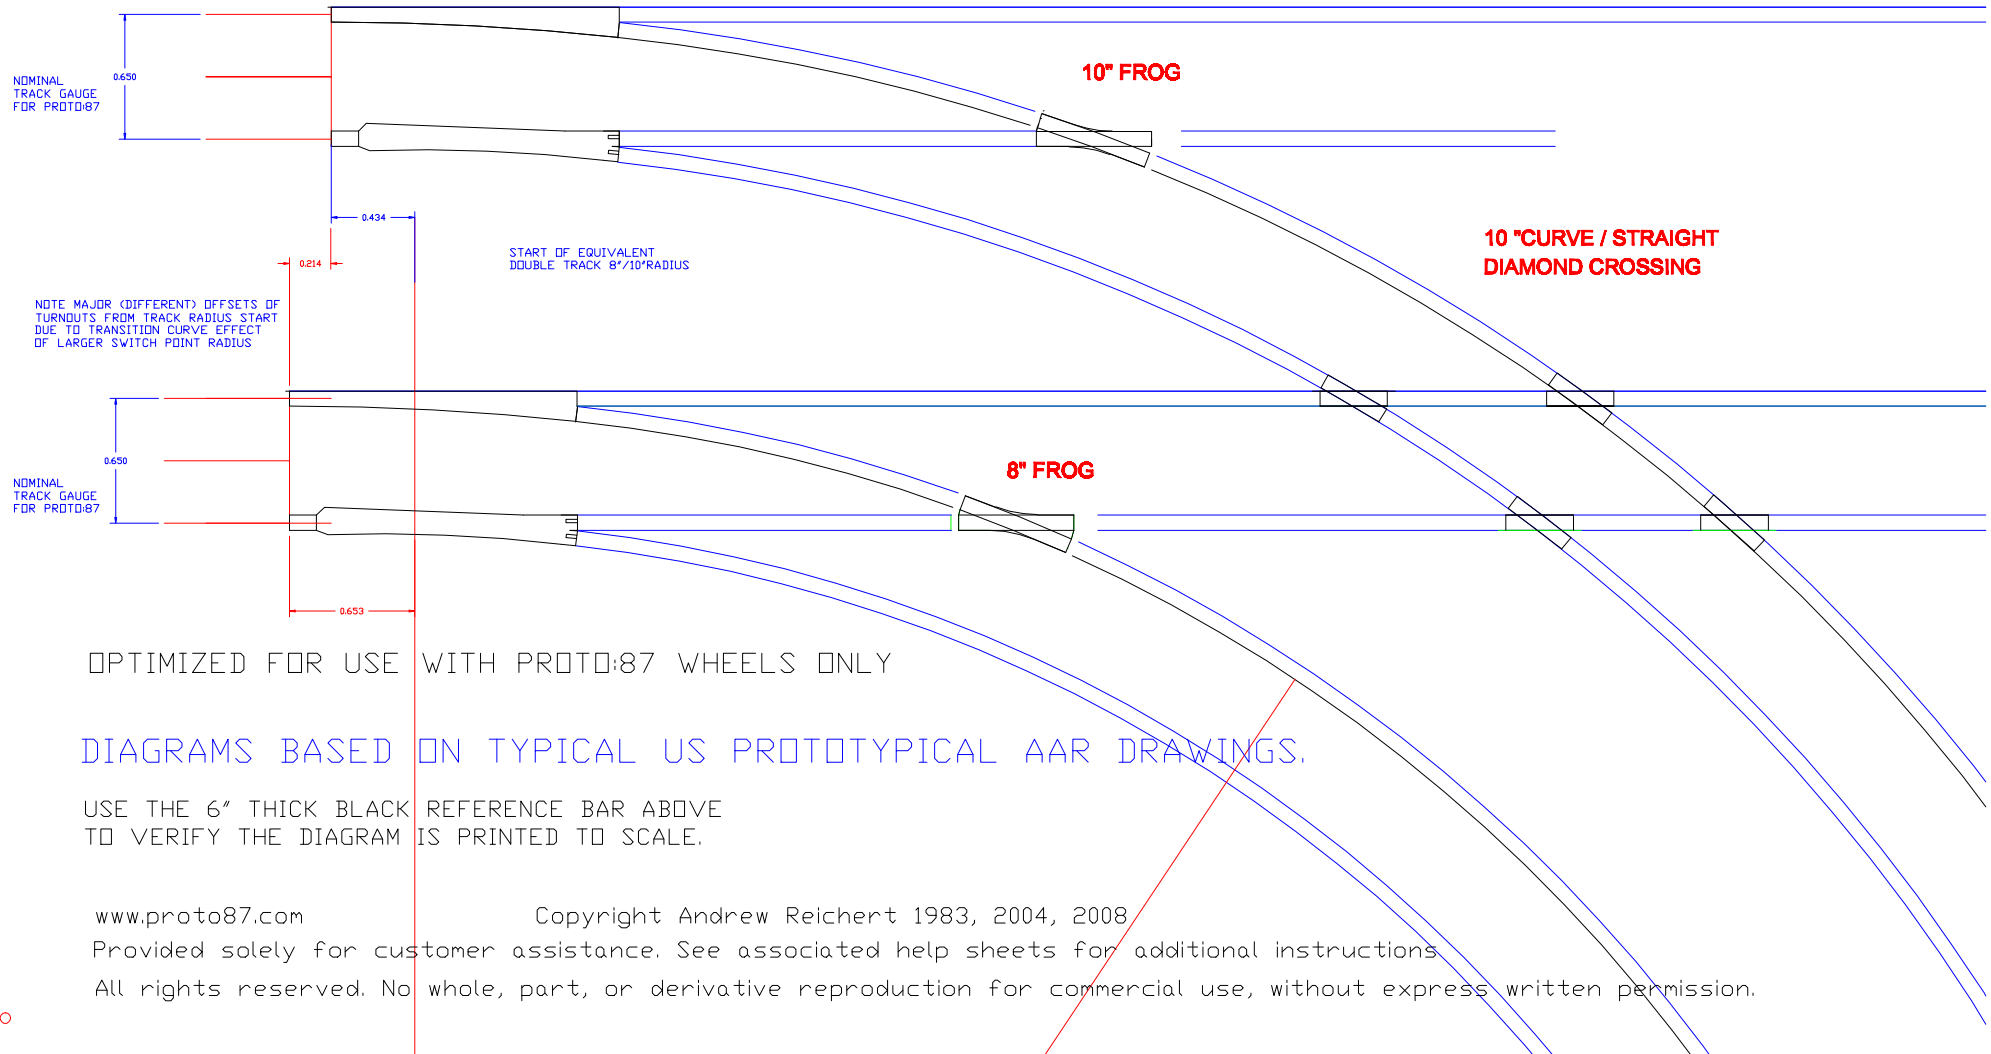 10" FROG
NOMINAL
TRACK GAUGE
FOR PROTO:87
0.650
0.434
0.214
START OF EQUIVALENT
DOUBLE TRACK 8"/10"RADIUS
10 "CURVE / STRAIGHT
DIAMOND CROSSING
NOTE MAJOR (DIFFERENT) OFFSETS OF
TURNOUTS FROM TRACK RADIUS START
DUE TO TRANSITION CURVE EFFECT
OF LARGER SWITCH POINT RADIUS
0.650
8" FROG
NOMINAL
TRACK GAUGE
FOR PROTO:87
0.653
OPTIMIZED FOR USE WITH PROTO:87 WHEELS ONLY
DIAGRAMS BASED ON TYPICAL US PROTOTYPICAL AAR DRAWINGS.
USE THE 6" THICK BLACK REFERENCE BAR ABOVE
TO VERIFY THE DIAGRAM IS PRINTED TO SCALE.
www.proto87.com Copyright Andrew Reichert 1983, 2004, 2008
Provided solely for customer assistance. See associated help sheets for additional instructions
All rights reserved. No whole, part, or derivative reproduction for commercial use, without express written permission.